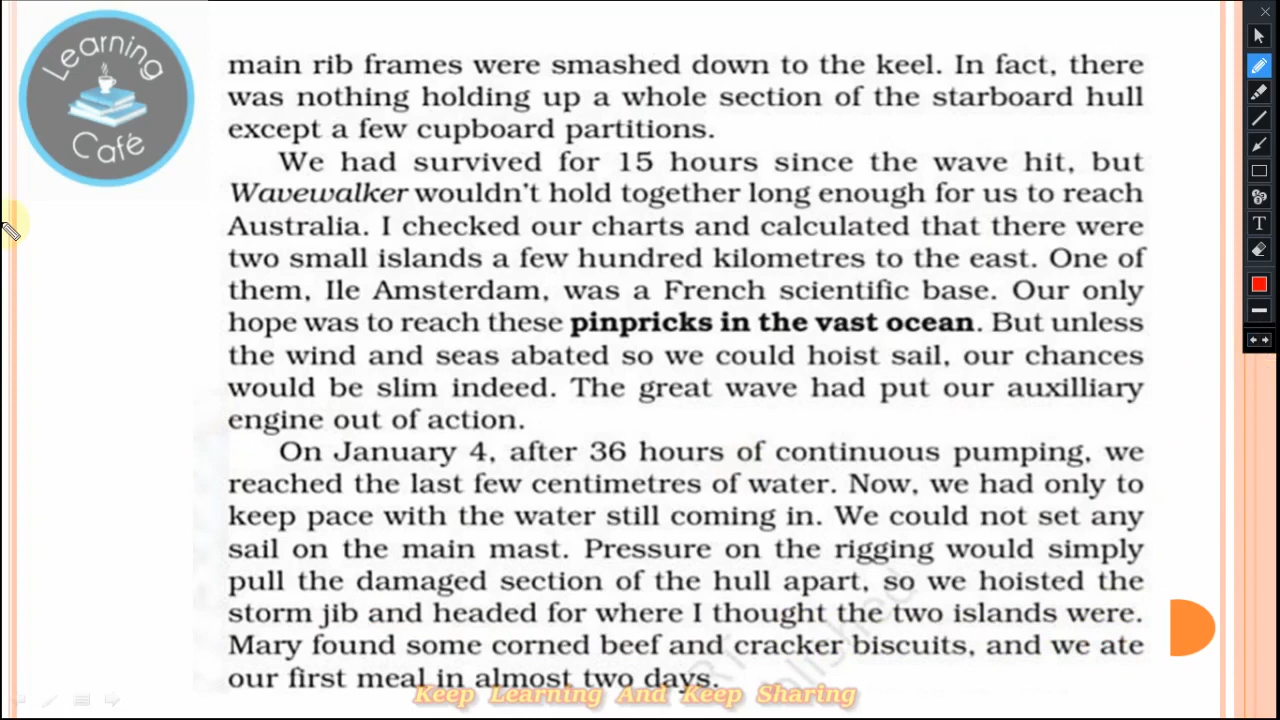 Learning
Café
main rib frames were smashed down to the keel. In fact, there
was nothing holding up a whole section of the starboard hull
except a few cupboard partitions.
We had survived for 15 hours since the wave hit, but
Wavewalker wouldn't hold together long enough for us to reach
Australia. I checked our charts and calculated that there were
two small islands a few hundred kilometres to the east. One of
them, Ile Amsterdam, was a French scientific base. Our only
hope was to reach these pinpricks in the vast ocean. But unless
the wind and seas abated so we could hoist sail, our chances
would be slim indeed. The great wave had put our auxilliary
engine out of action.
On January 4, after 36 hours of continuous pumping, we
reached the last few centimetres of water. Now, we had only to
keep pace with the water still coming in. We could not set any
sail on the main mast. Pressure on the rigging would simply
pull the damaged section of the hull apart, so we hoisted the
storm jib and headed for where I thought the two islands were.
Mary found some corned beef and cracker biscuits, and we ate
our first meal in almost two days.
Keep Learning And Keep Sharing